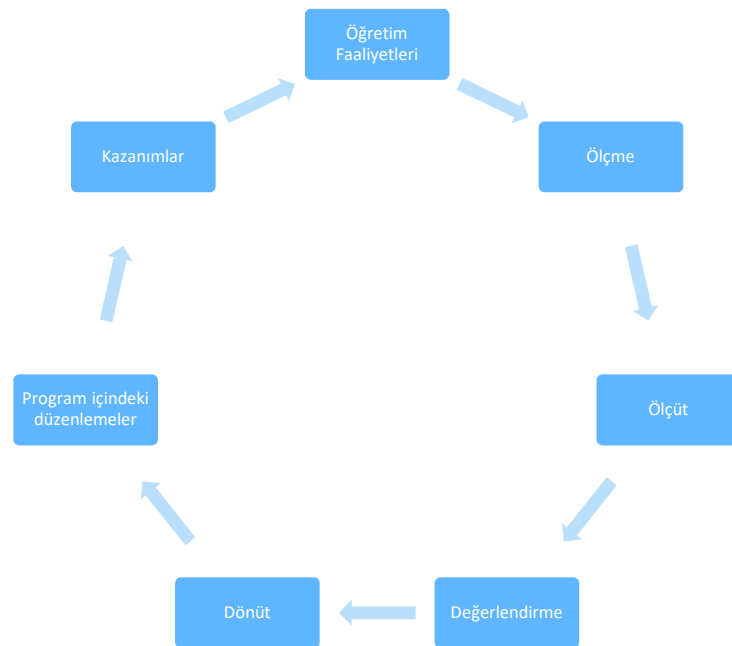 Öğretim
Faaliyetleri
Ölçme
Ölçüt
Değerlendirme
Dönüt
Program içindeki
düzenlemeler
Kazanımlar